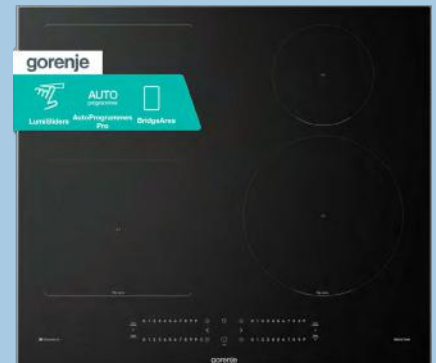 gorenje
AUTO
programmes
LumiSliders
AutoProgrammes
Pro
BridgeArea
0 1 2 3 4 5 6 7 8 9 P
0 1 2 3 4 5 6 7 8 9 P
0 1 2 3 4 5 6 7 8 9 P
0 1 2 3 4 5 6 7 8 9 P
gorenje